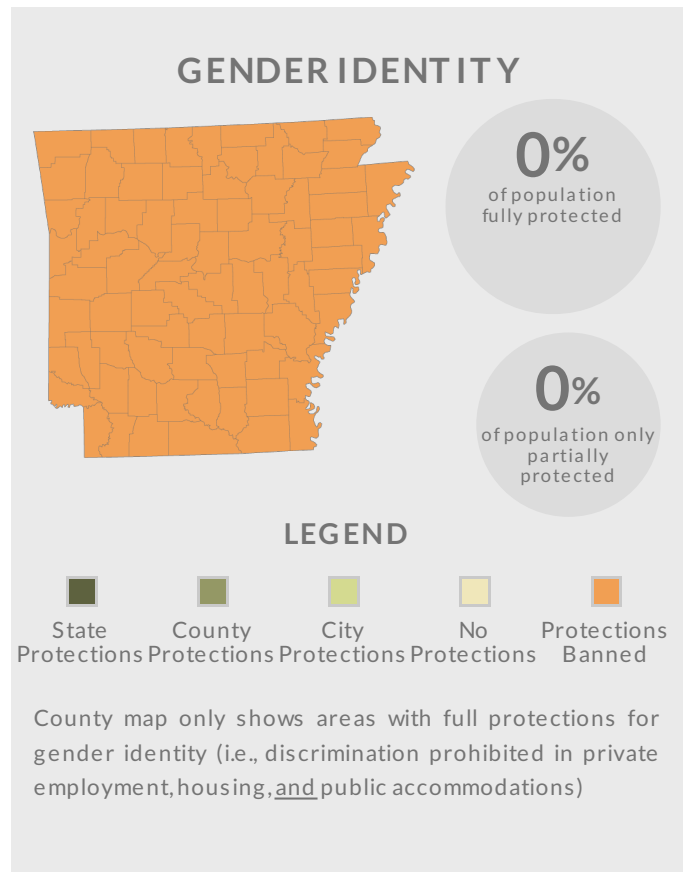 GENDER IDENTITY
0%
of population
fully protected
0%
of population only
partially
protected
LEGEND
State
Protections
County
Protections
City
Protections
No
Protections
Protections
Banned
County map only shows areas with full protections for
gender identity (i.e., discrimination prohibited in private
employment, housing, and public accommodations)